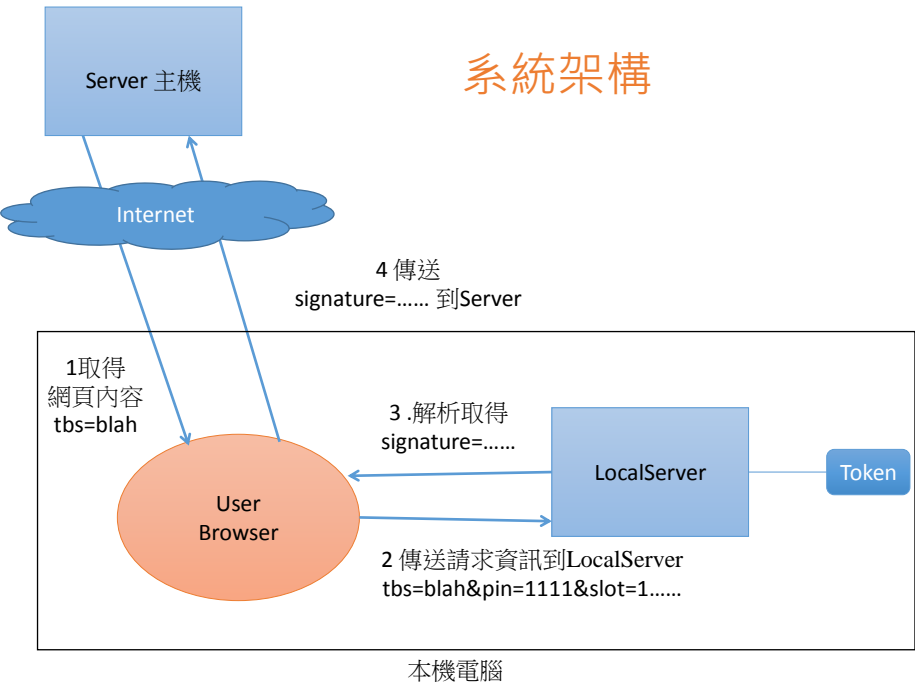 Server 主機
系統架構
Internet
4 傳送
signature=…… 到Server
1取得
網頁內容
tbs=blah
3 .解析取得
signature=……
LocalServer
Token
User
Browser
2 傳送請求資訊到LocalServer
tbs=blah&pin=1111&slot=1……
本機電腦